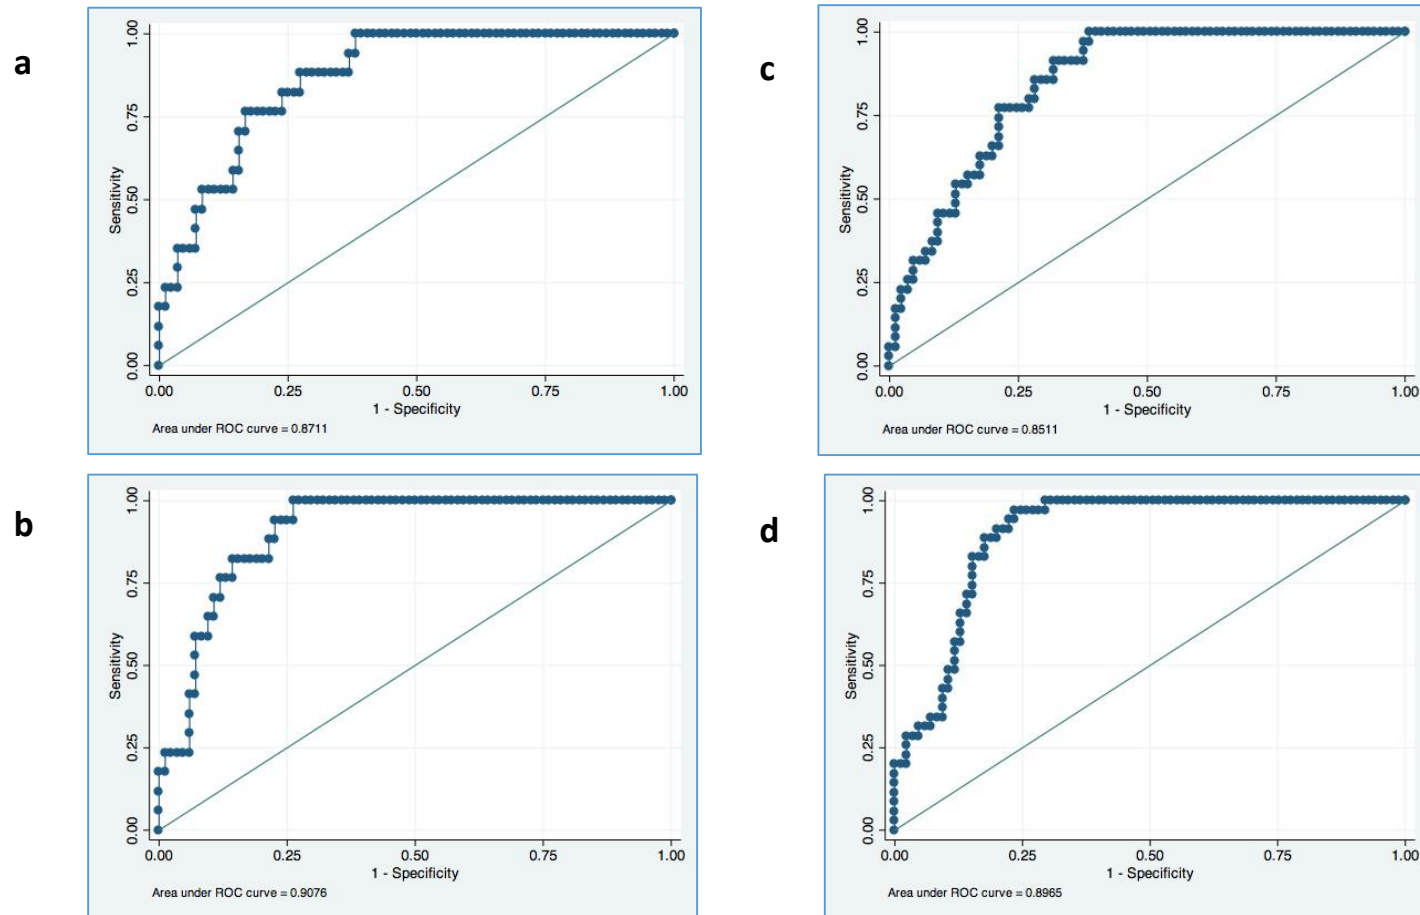 a
1.00
0.75
0.50
0.25
0.00
Sensitivity
0.00 0.25 0.50 0.75 1.00
1 - Specificity
Area under ROC curve = 0.8711
c
1.00
0.75
0.50
0.25
0.00
Sensitivity
0.00 0.25 0.50 0.75 1.00
1 - Specificity
Area under ROC curve = 0.8511
b
1.00
0.75
0.50
0.25
0.00
Sensitivity
0.00 0.25 0.50 0.75 1.00
1 - Specificity
Area under ROC curve = 0.9076
d
1.00
0.75
0.50
0.25
0.00
Sensitivity
0.00 0.25 0.50 0.75 1.00
1 - Specificity
Area under ROC curve = 0.8965